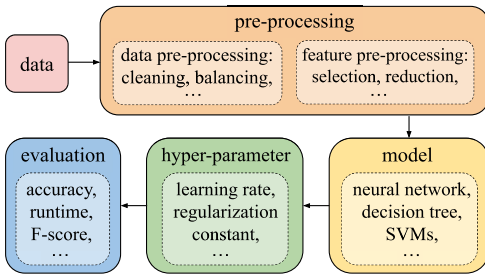 pre-processing
data
data pre-processing:
cleaning, balancing,
...
feature pre-processing:
selection, reduction,
...
evaluation
accuracy,
runtime,
F-score,
...
hyper-parameter
learning rate,
regularization
constant,
...
model
neural network,
decision tree,
SVMs,
...